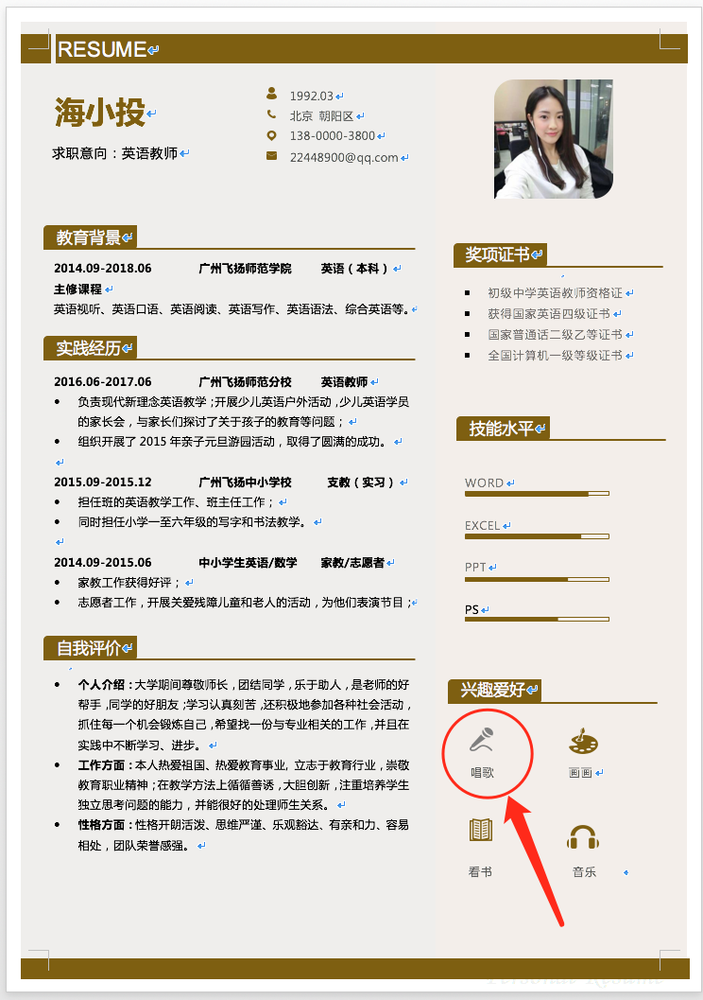 RESUME
海小投
求职意向：英语教师
1992.03
北京 朝阳区
138-0000-3800
22448900@qq.com
教育背景
2014.09-2018.06 广州飞扬师范学院 英语（本科）
主修课程
英语视听、英语口语、英语阅读、英语写作、英语语法、综合英语等。
实践经历
2016.06-2017.06 广州飞扬师范分校 英语教师
• 负责现代新理念英语教学；开展少儿英语户外活动，少儿英语学员
的家长会，与家长们探讨了关于孩子的教育等问题；
• 组织开展了 2015 年亲子元旦游园活动，取得了圆满的成功。
2015.09-2015.12 广州飞扬中小学校 支教（实习）
• 担任班的英语教学工作、班主任工作；
• 同时担任小学一至六年级的写字和书法教学。
2014.09-2015.06 中小学生英语/数学 家教/志愿者
• 家教工作获得好评；
• 志愿者工作，开展关爱残障儿童和老人的活动，为他们表演节目；
自我评价
• 个人介绍：大学期间尊敬师长，团结同学，乐于助人，是老师的好
帮手，同学的好朋友；学习认真刻苦，还积极地参加各种社会活动，
抓住每一个机会锻炼自己，希望找一份与专业相关的工作，并且在
实践中不断学习、进步。
• 工作方面：本人热爱祖国、热爱教育事业，立志于教育行业，崇敬
教育职业精神；在教学方法上循循善诱，大胆创新，注重培养学生
独立思考问题的能力，并能很好的处理师生关系。
• 性格方面：性格开朗活泼、思维严谨、乐观豁达、有亲和力、容易
相处，团队荣誉感强。
奖项证书
初级中学英语教师资格证
获得国家英语四级证书
国家普通话二级乙等证书
全国计算机一级等级证书
技能水平
WORD
EXCEL
PPT
PS
兴趣爱好
唱歌
画画
看书
音乐
Personal Resume